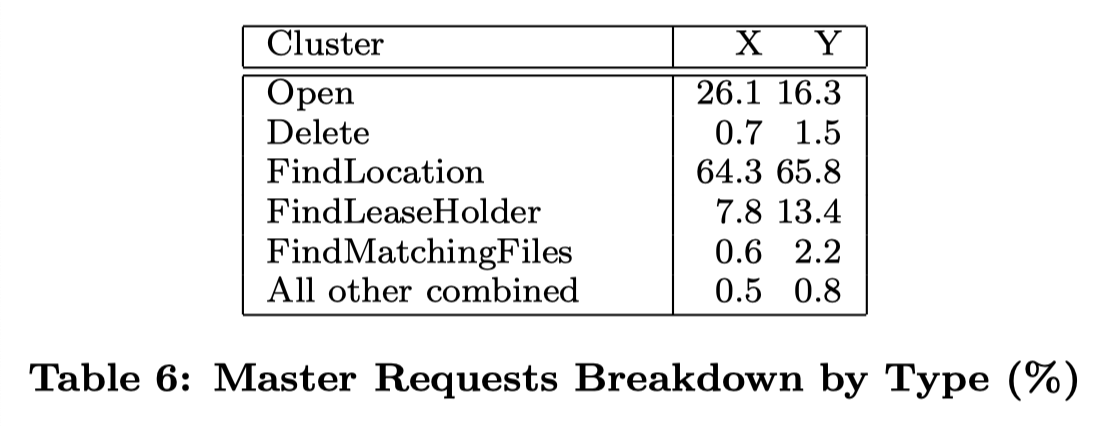 Cluster X Y
Open 26.1 16.3
Delete 0.7 1.5
FindLocation 64.3 65.8
FindLeaseHolder 7.8 13.4
FindMatchingFiles 0.6 2.2
All other combined 0.5 0.8
Table 6: Master Requests Breakdown by Type (%)